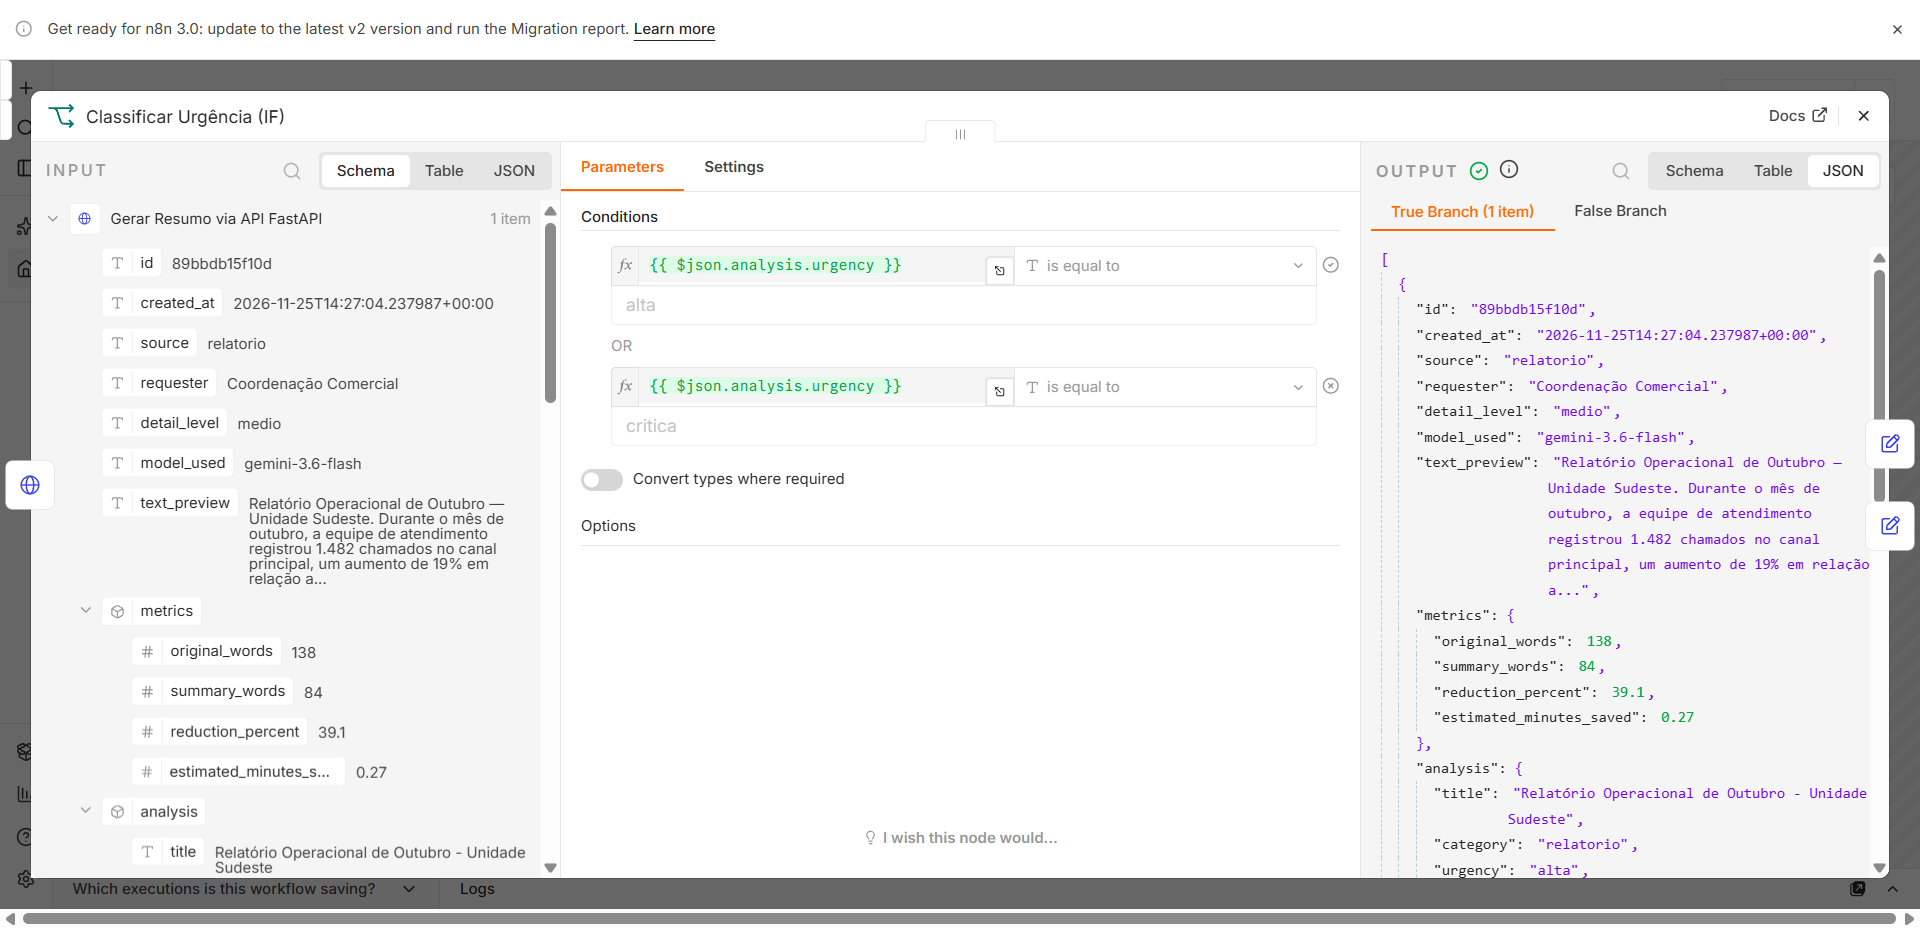 Get ready for n8n 3.0: update to the latest v2 version and run the Migration report. Learn more
Classificar Urgência (IF)
Docs
INPUT
Schema
Table
JSON
Gerar Resumo via API FastAPI
1 item
T id 89bbdb15f10d
T created_at 2026-11-25T14:27:04.237987+00:00
T source relatorio
T requester Coordenação Comercial
T detail_level medio
T model_used gemini-3.6-flash
T text_preview Relatório Operacional de Outubro —
Unidade Sudeste. Durante o mês de
outubro, a equipe de atendimento
registrou 1.482 chamados no canal
principal, um aumento de 19% em
relação a...
metrics
# original_words 138
# summary_words 84
# reduction_percent 39.1
# estimated_minutes_s... 0.27
analysis
T title Relatório Operacional de Outubro - Unidade
Sudeste
Parameters
Settings
Conditions
fx {{ $json.analysis.urgency }}
T is equal to
alta
OR
fx {{ $json.analysis.urgency }}
T is equal to
critica
Convert types where required
Options
I wish this node would...
OUTPUT
Schema
Table
JSON
True Branch (1 item)
False Branch
[
{
"id": "89bbdb15f10d",
"created_at": "2026-11-25T14:27:04.237987+00:00",
"source": "relatorio",
"requester": "Coordenação Comercial",
"detail_level": "medio",
"model_used": "gemini-3.6-flash",
"text_preview": "Relatório Operacional de Outubro —
Unidade Sudeste. Durante o mês de
outubro, a equipe de atendimento
registrou 1.482 chamados no canal
principal, um aumento de 19% em relação
a...",
"metrics": {
"original_words": 138,
"summary_words": 84,
"reduction_percent": 39.1,
"estimated_minutes_saved": 0.27
},
"analysis": {
"title": "Relatório Operacional de Outubro - Unidade
Sudeste",
"category": "relatorio",
"urgency": "alta",
Which executions is this workflow saving?
Logs